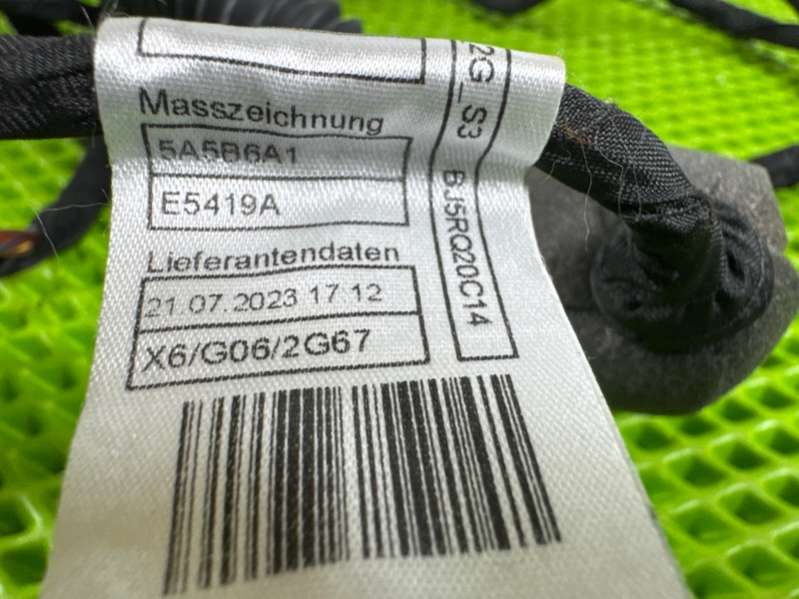 Masszeichnung
5A5B6A1
E5419A
Lieferantendaten
21.07.2023 17:12
X6/G06/2G67
2G_S3 BJ5RQ20C14